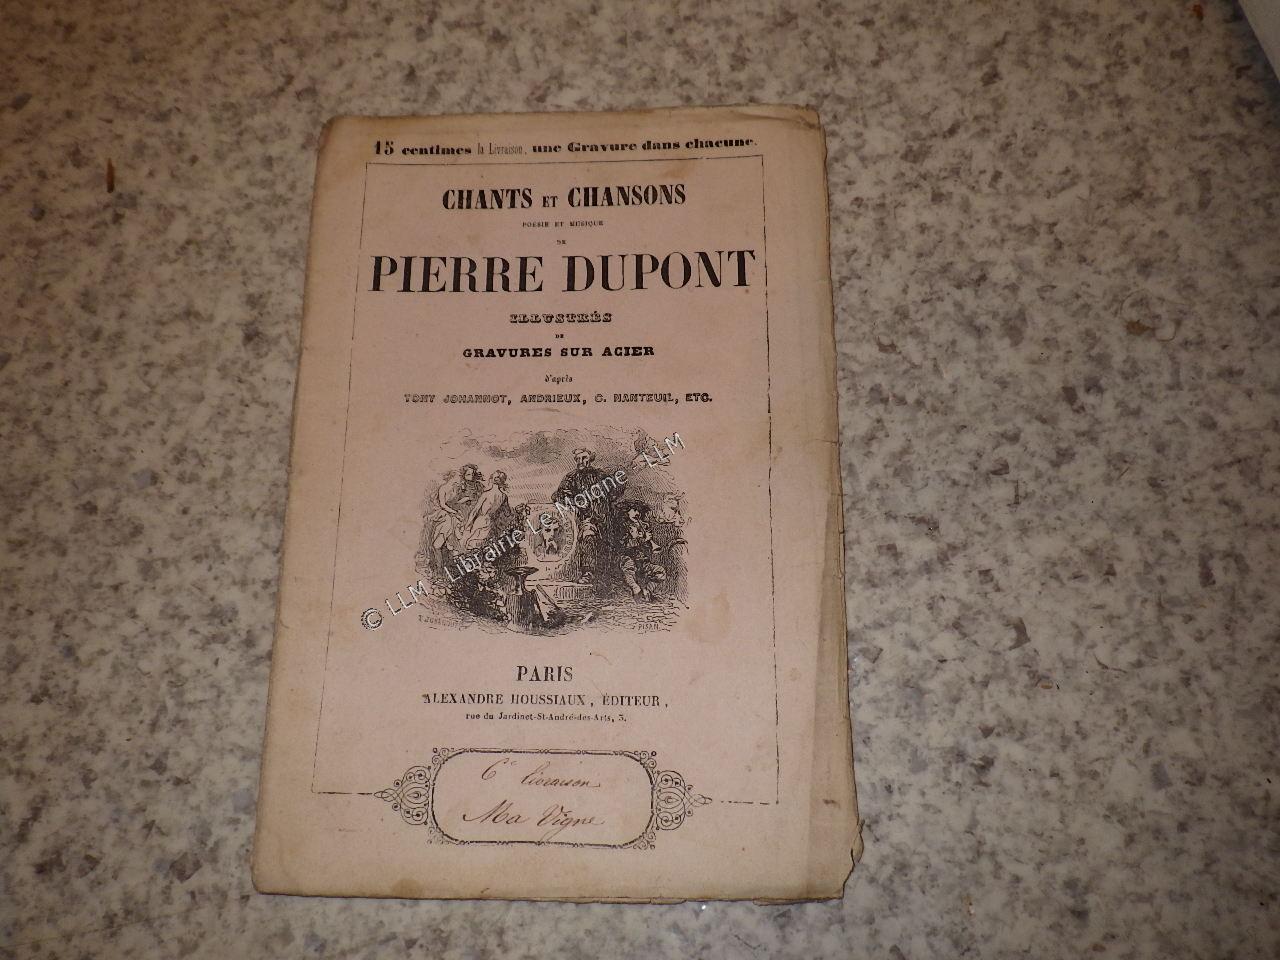 15 centimes la Livraison, une Gravure dans chacune.
CHANTS ET CHANSONS
POÉSIE ET MUSIQUE
DE
PIERRE DUPONT
ILLUSTRÉS
DE
GRAVURES SUR ACIER
d'après
TONY JOHANNOT, ANDRIEUX, C. NANTEUIL, ETC.
© LLM - Librairie Le Moigne - LLM
T. JOHANNOT
PISAN
PARIS
ALEXANDRE HOUSSIAUX, ÉDITEUR,
rue du Jardinet-St-André-des-Arts, 3.
6e livraison
Ma Vigne